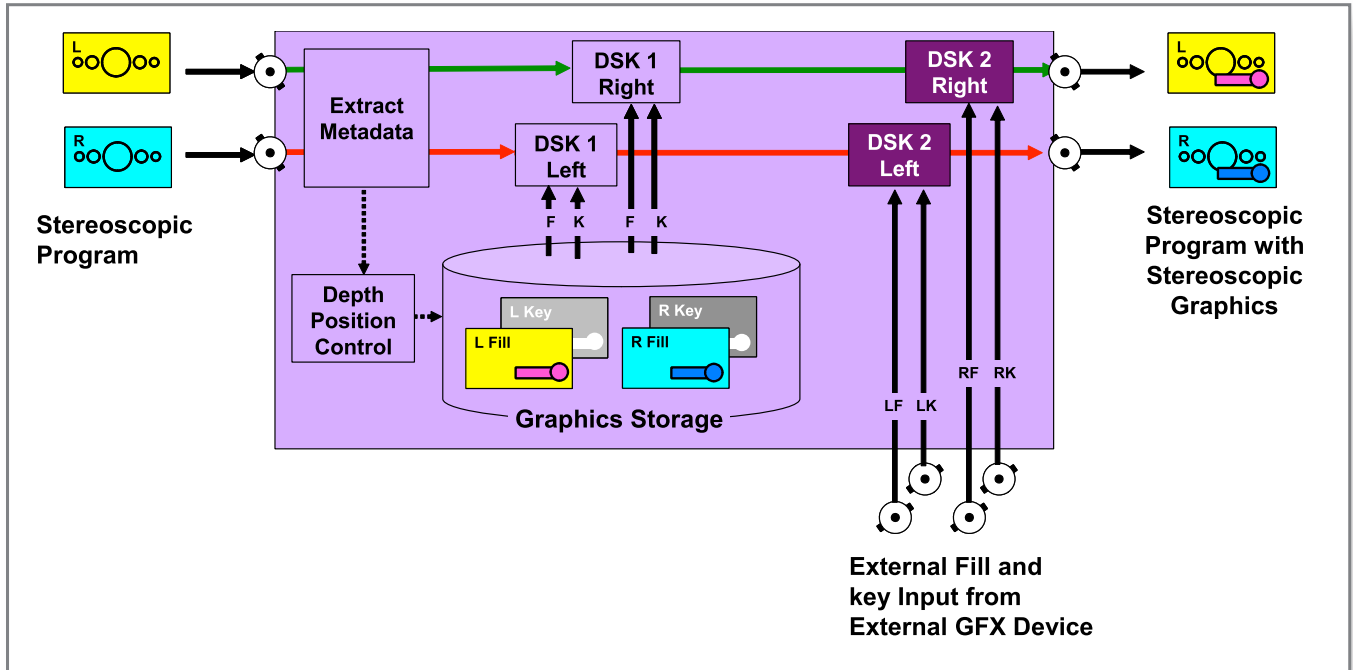 L
R
Stereoscopic
Program
Extract
Metadata
DSK 1
Right
DSK 1
Left
DSK 2
Right
DSK 2
Left
F
K
F
K
Depth
Position
Control
L Key
L Fill
R Key
R Fill
Graphics Storage
LF
LK
RF
RK
L
R
Stereoscopic
Program with
Stereoscopic
Graphics
External Fill and
key Input from
External GFX Device